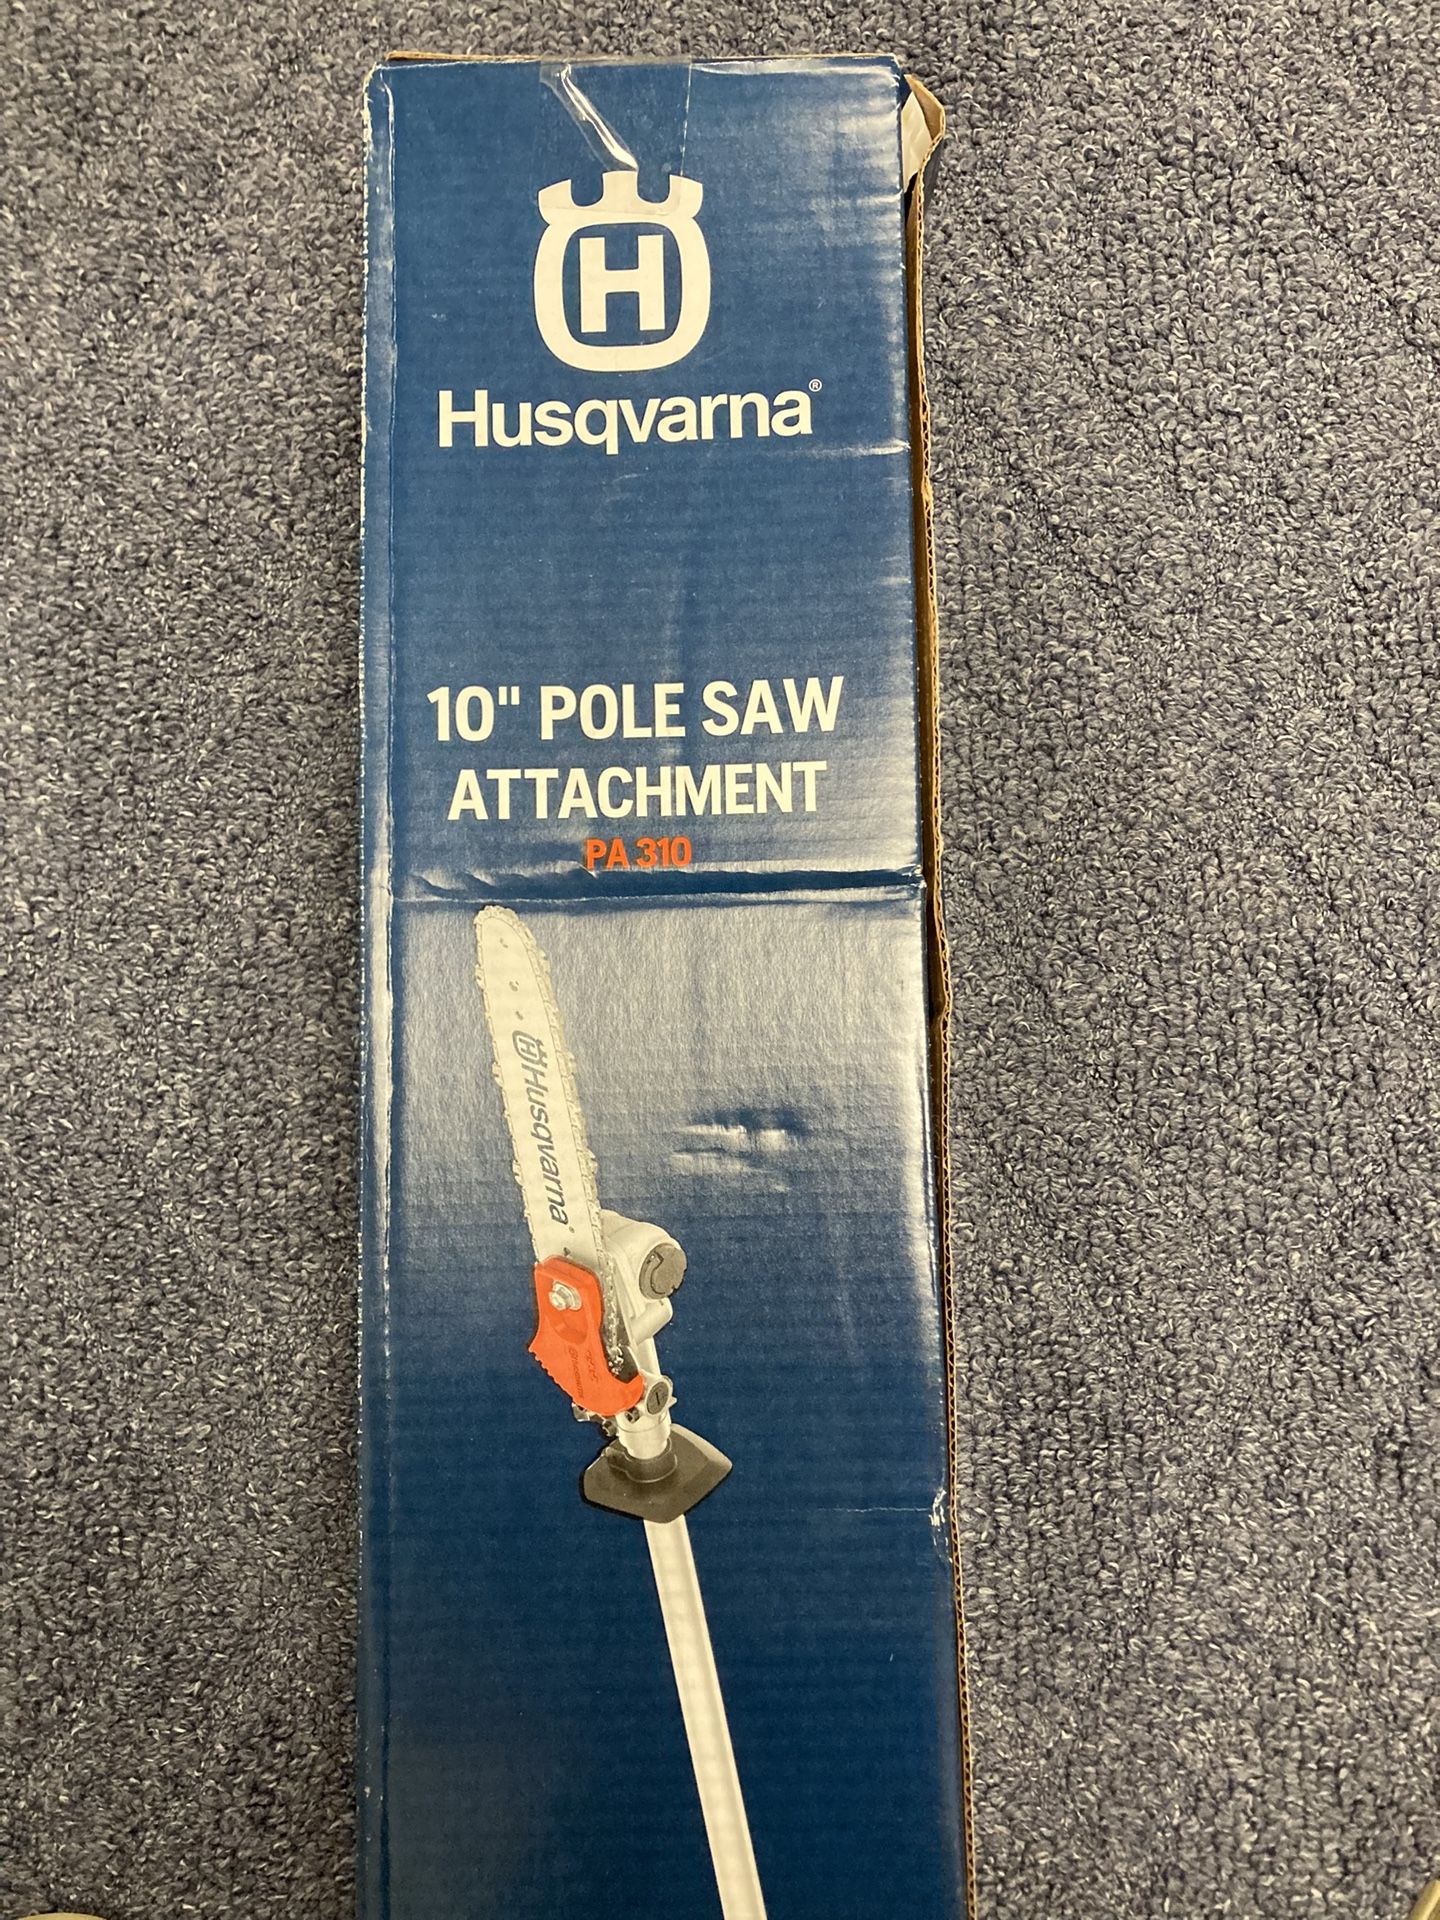 H
Husqvarna®
10" POLE SAW
ATTACHMENT
PA 310
Husqvarna®